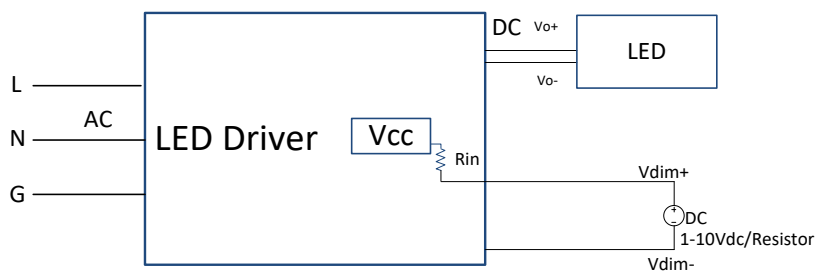 DC Vo+
LED
Vo-
L
AC
N
G
LED Driver
Vcc
Rin
Vdim+
+
-
DC
1-10Vdc/Resistor
Vdim-